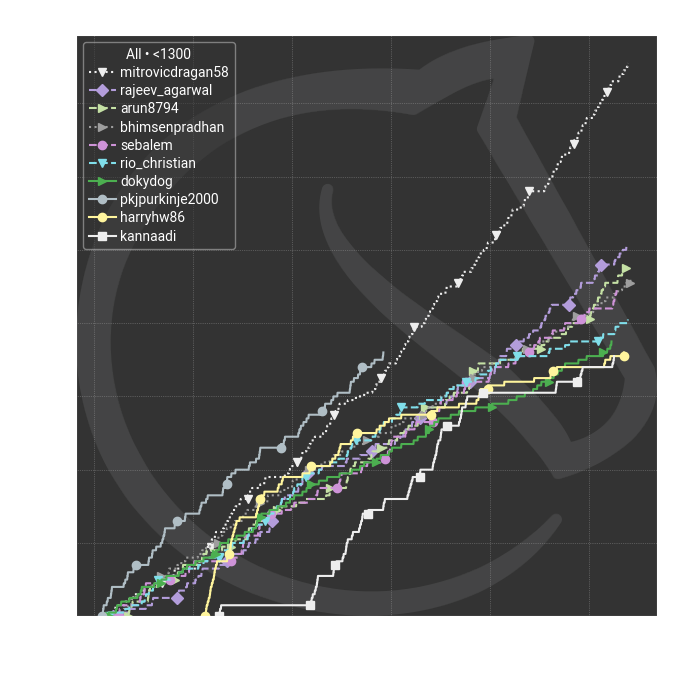 All • <1300
mitrovicdragan58
rajeev_agarwal
arun8794
bhimsenpradhan
sebalem
rio_christian
dokydog
pkjpurkinje2000
harryhw86
kannaadi